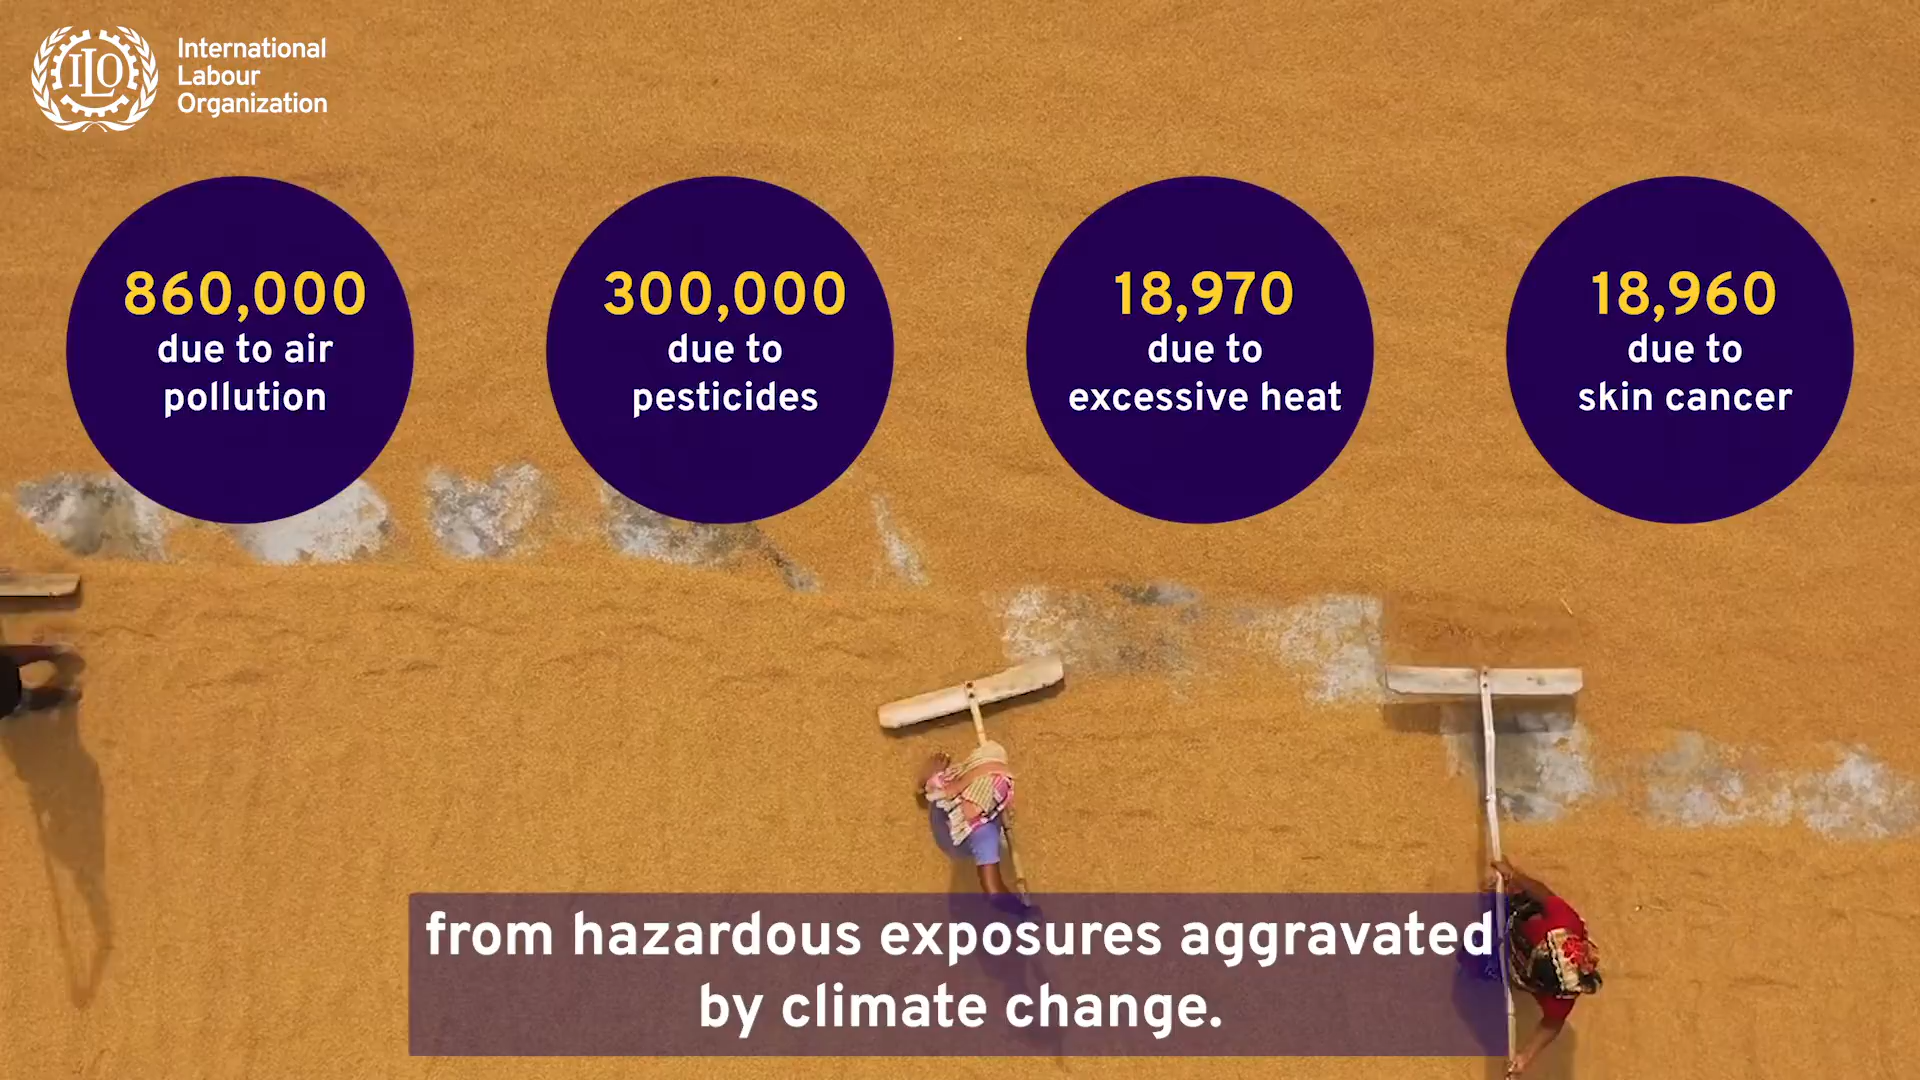 ILO
International
Labour
Organization
860,000
due to air
pollution
300,000
due to
pesticides
18,970
due to
excessive heat
18,960
due to
skin cancer
from hazardous exposures aggravated
by climate change.